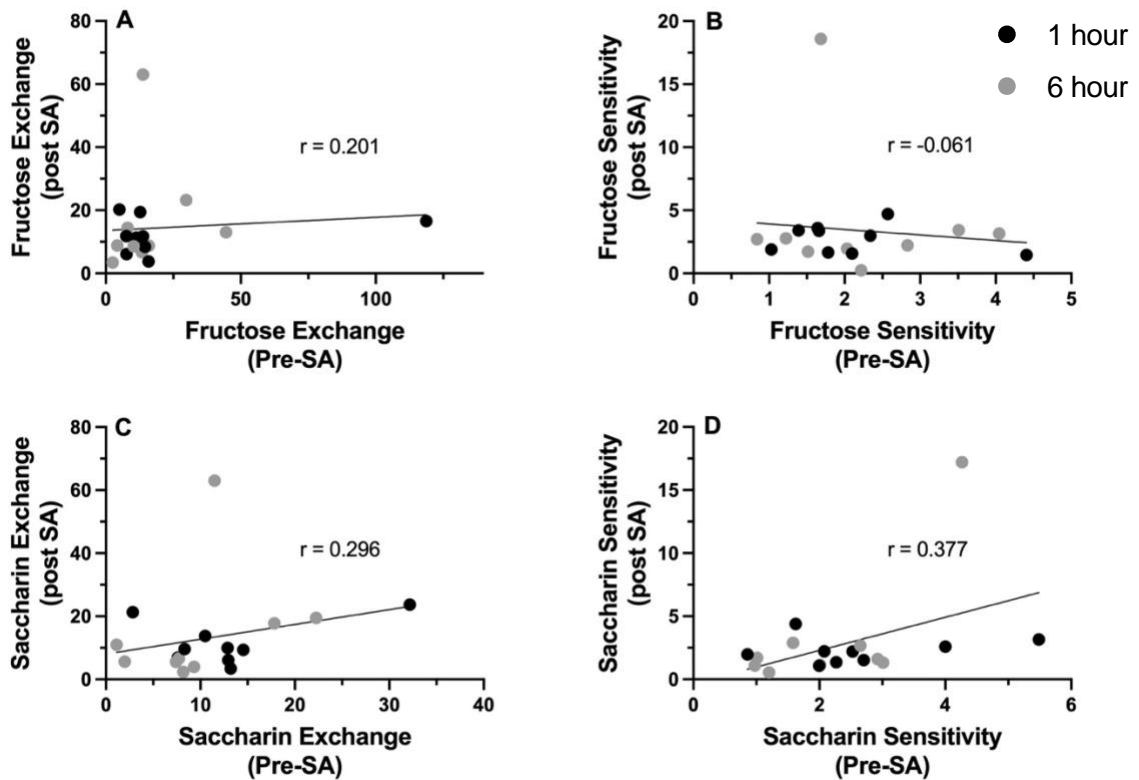 A
Fructose Exchange
(post SA)
80
60
40
20
0
r = 0.201
0
50
100
Fructose Exchange
(Pre-SA)
B
Fructose Sensitivity
(post SA)
20
15
10
5
0
r = -0.061
0
1
2
3
4
5
Fructose Sensitivity
(Pre-SA)
1 hour
6 hour
C
Saccharin Exchange
(post SA)
80
60
40
20
0
r = 0.296
0
10
20
30
40
Saccharin Exchange
(Pre-SA)
D
Saccharin Sensitivity
(post SA)
20
15
10
5
0
r = 0.377
0
2
4
6
Saccharin Sensitivity
(Pre-SA)